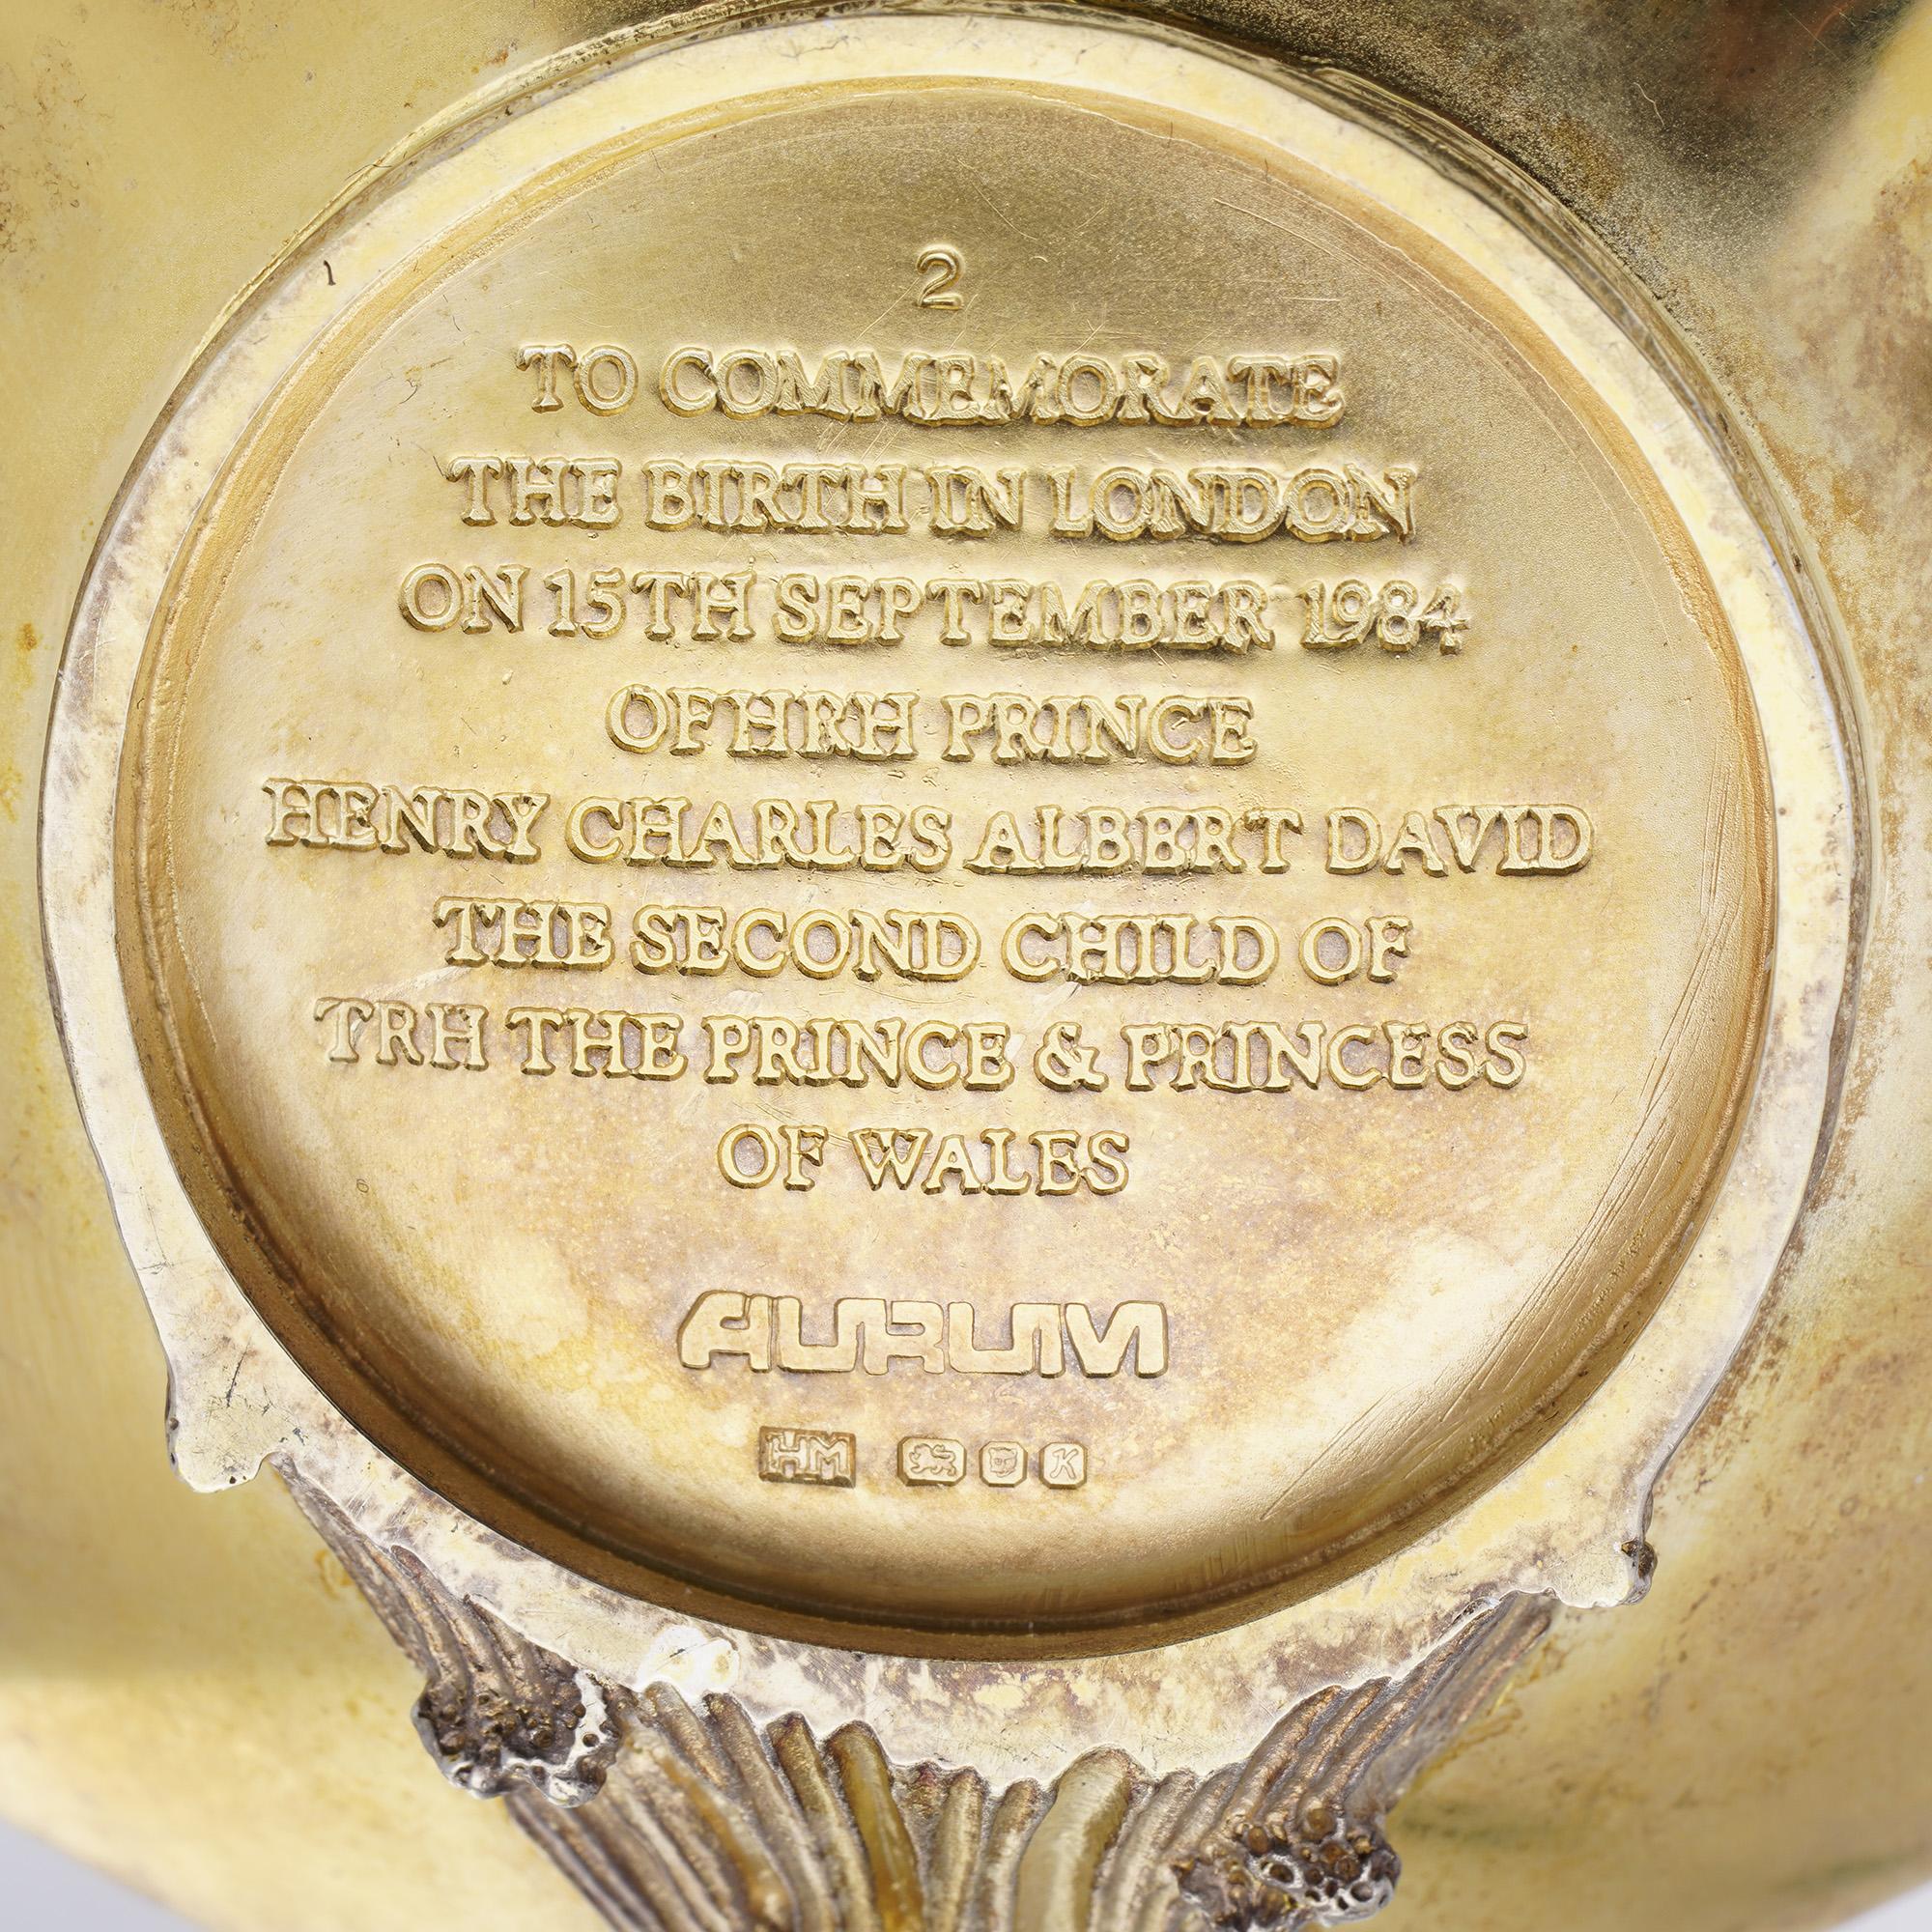 2
TO COMMEMORATE
THE BIRTH IN LONDON
ON 15TH SEPTEMBER 1984
OF HRH PRINCE
HENRY CHARLES ALBERT DAVID
THE SECOND CHILD OF
TRH THE PRINCE & PRINCESS
OF WALES
AURUM
HM K